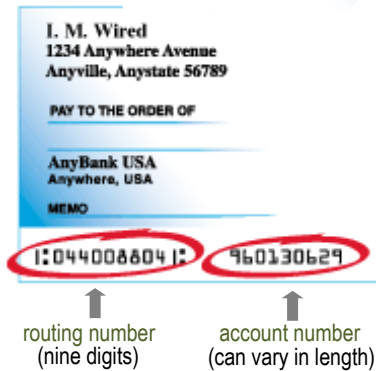 I. M. Wired
1234 Anywhere Avenue
Anyville, Anystate 56789
PAY TO THE ORDER OF
AnyBank USA
Anywhere, USA
MEMO
⑆044008804⑆ 960130629
routing number account number
(nine digits) (can vary in length)